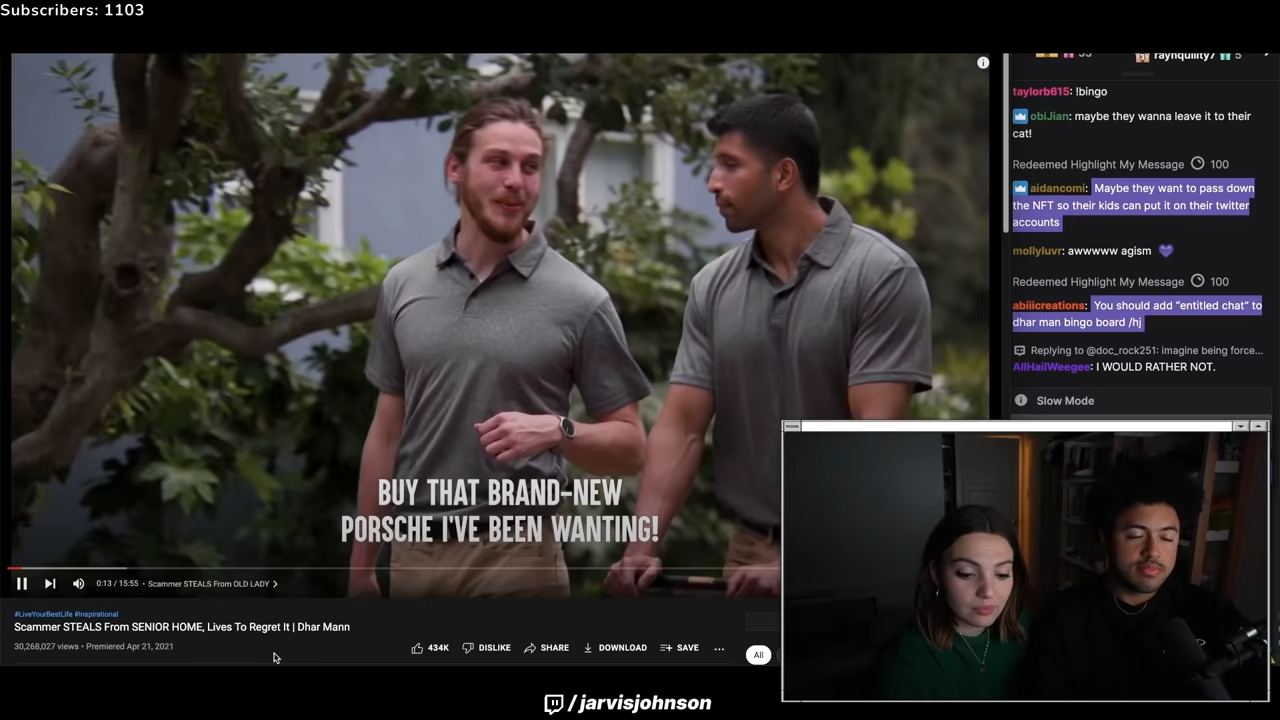 Subscribers: 1103
raynquility7 5
taylorb615: !bingo
obiJian: maybe they wanna leave it to their
cat!
Redeemed Highlight My Message 100
aidancomi: Maybe they want to pass down
the NFT so their kids can put it on their twitter
accounts
mollyluvr: awwwww agism
Redeemed Highlight My Message 100
abiiicreations: You should add “entitled chat” to
dhar man bingo board /hj
Replying to @doc_rock251: imagine being force...
AllHailWeegee: I WOULD RATHER NOT.
Slow Mode
BUY THAT BRAND-NEW
PORSCHE I'VE BEEN WANTING!
0:13 / 15:55 • Scammer STEALS From OLD LADY
#LiveYourBestLife #Inspirational
Scammer STEALS From SENIOR HOME, Lives To Regret It | Dhar Mann
30,268,027 views • Premiered Apr 21, 2021
434K DISLIKE SHARE DOWNLOAD SAVE ...
All
/jarvisjohnson